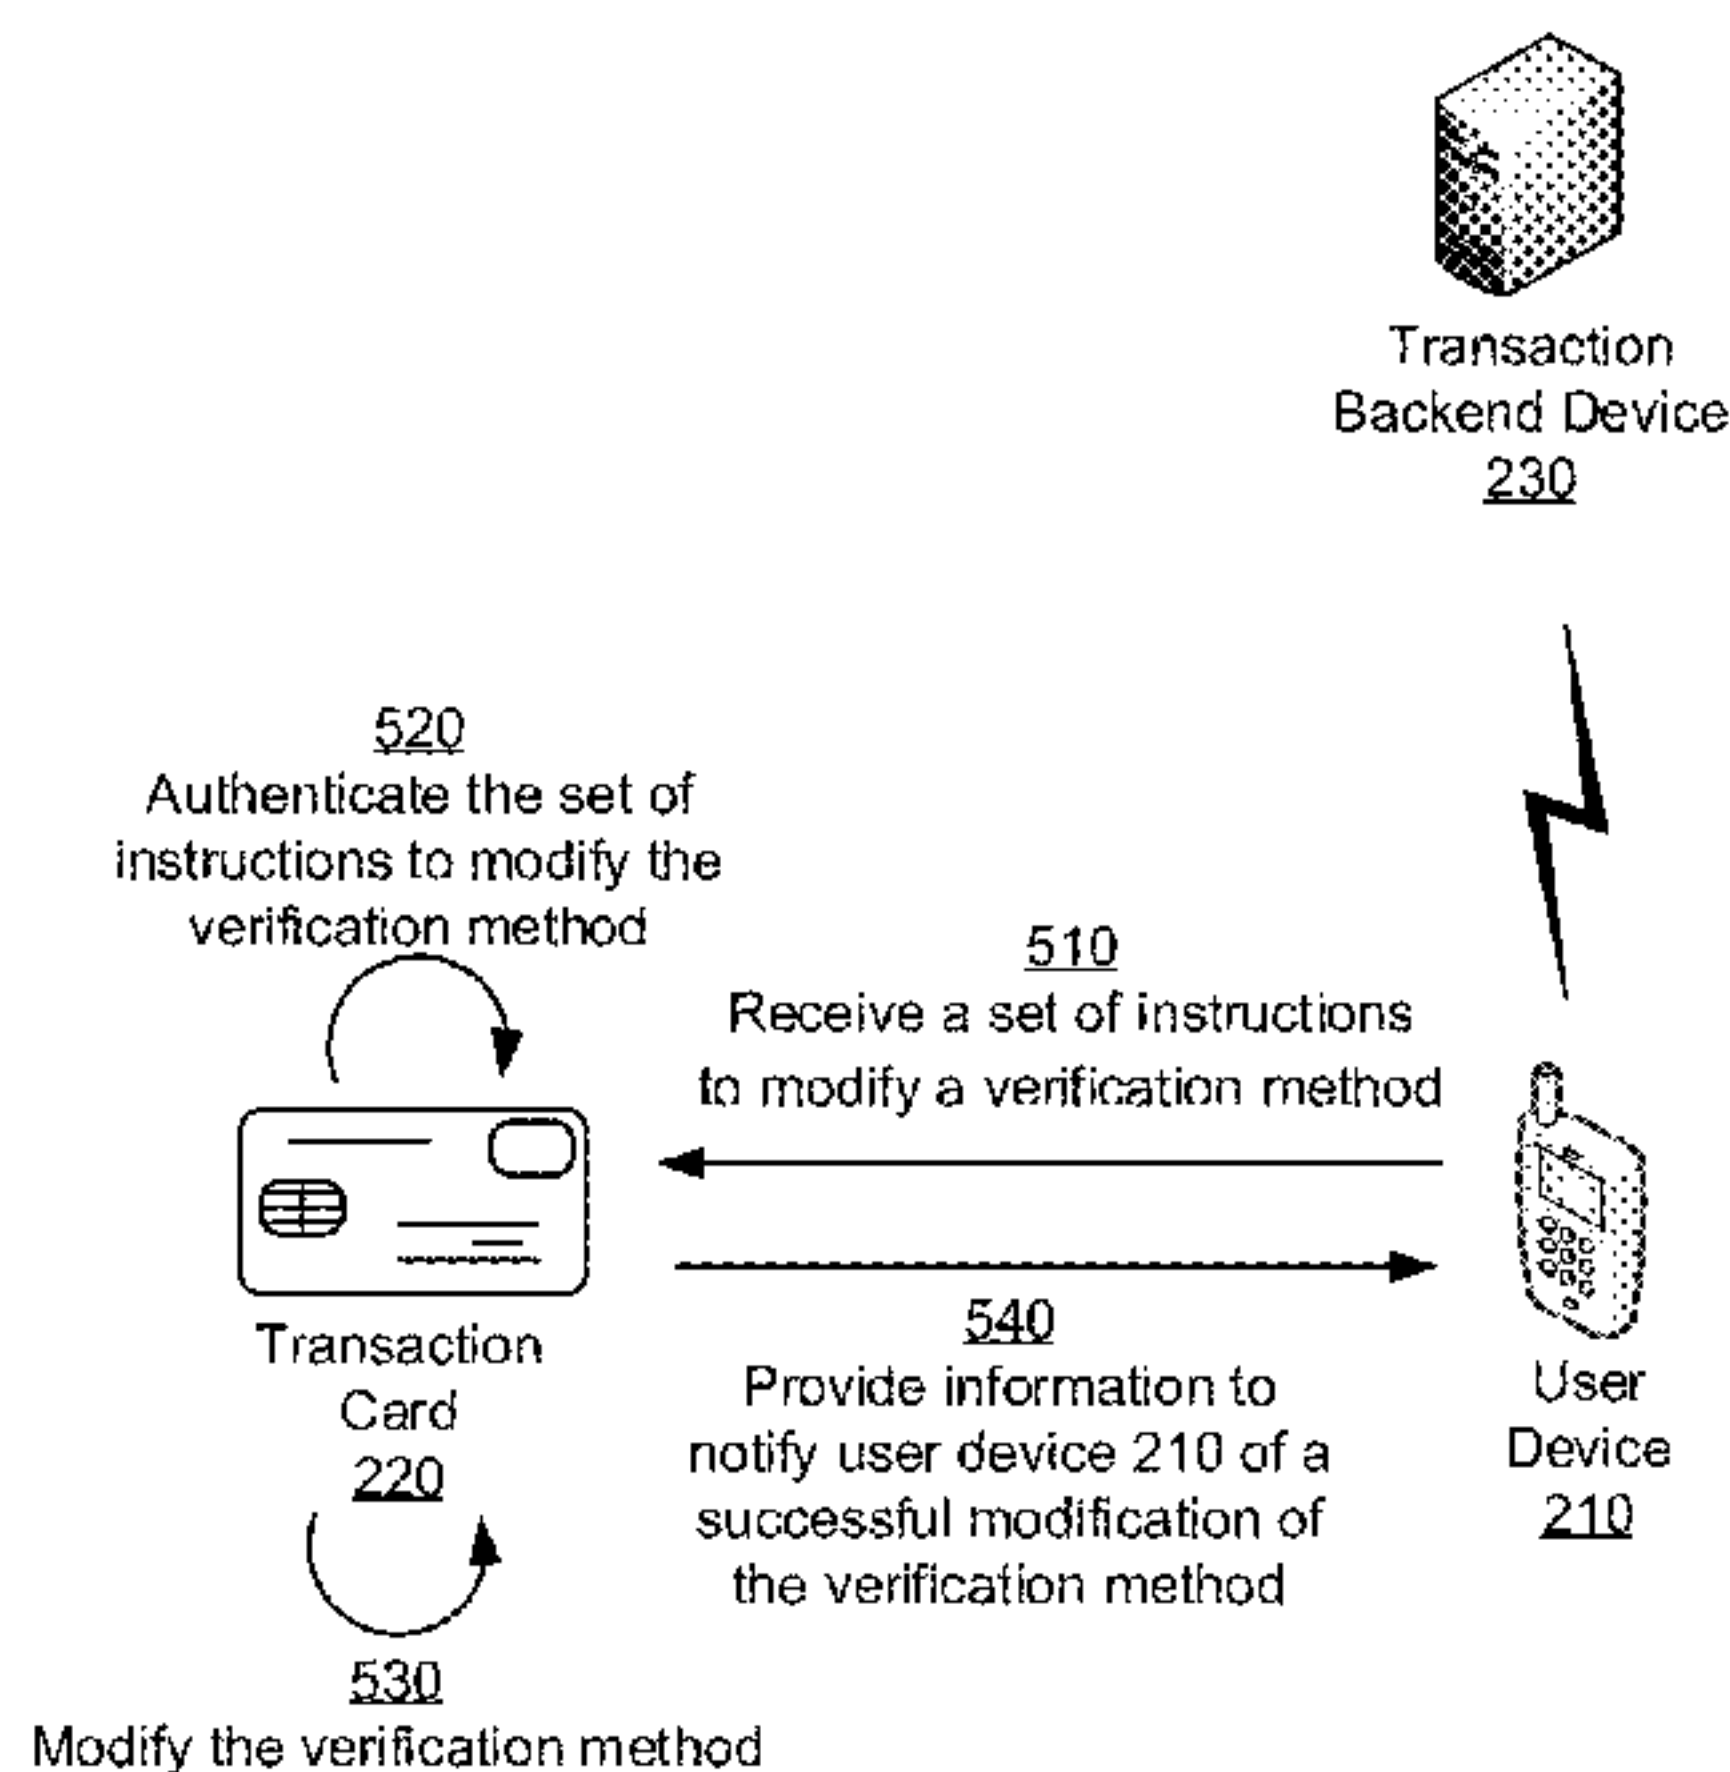 Transaction
Backend Device
230
520
Authenticate the set of
instructions to modify the
verification method
510
Receive a set of instructions
to modify a verification method
Transaction
Card
220
540
Provide information to
notify user device 210 of a
successful modification of
the verification method
User
Device
210
530
Modify the verification method